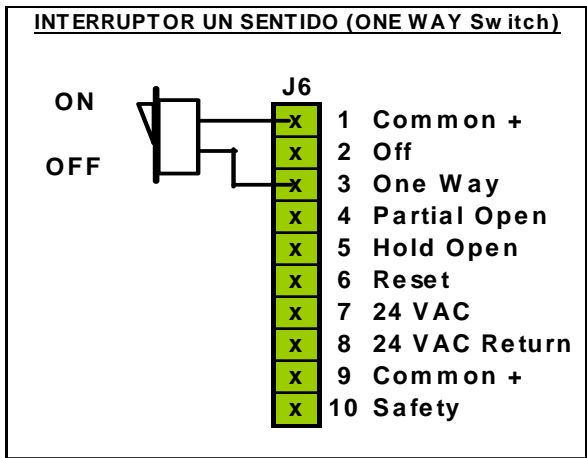 INTERRUPTOR UN SENTIDO (ONE WAY Switch)
J6
ON
OFF
x 1 Common +
x 2 Off
x 3 One Way
x 4 Partial Open
x 5 Hold Open
x 6 Reset
x 7 24 VAC
x 8 24 VAC Return
x 9 Common +
x 10 Safety